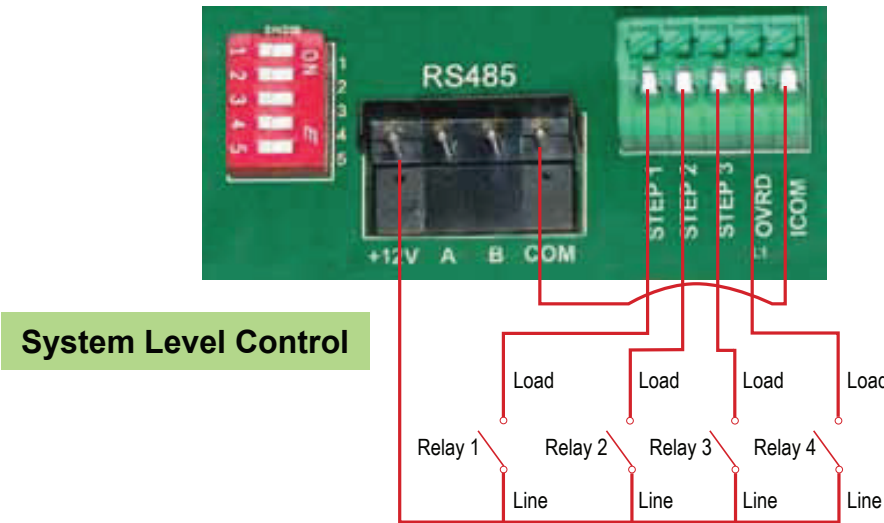 ON
1 2 3 4 5
1
2
3
4
5
RS485
+12V A B COM
STEP 1
STEP 2
STEP 3
OVRD
ICOM
System Level Control
Load Load Load Load
Relay 1 Relay 2 Relay 3 Relay 4
Line Line Line Line